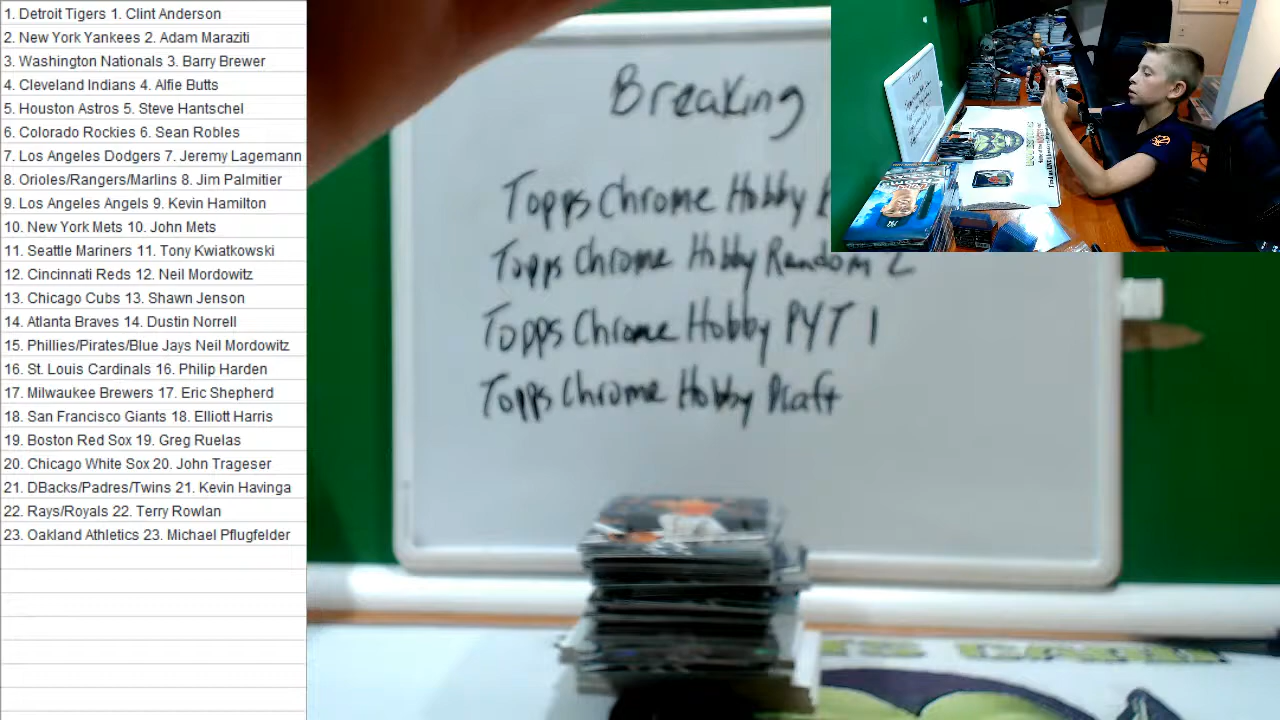 1. Detroit Tigers 1. Clint Anderson
2. New York Yankees 2. Adam Maraziti
3. Washington Nationals 3. Barry Brewer
4. Cleveland Indians 4. Alfie Butts
5. Houston Astros 5. Steve Hantschel
6. Colorado Rockies 6. Sean Robles
7. Los Angeles Dodgers 7. Jeremy Lagemann
8. Orioles/Rangers/Marlins 8. Jim Palmitier
9. Los Angeles Angels 9. Kevin Hamilton
10. New York Mets 10. John Mets
11. Seattle Mariners 11. Tony Kwiatkowski
12. Cincinnati Reds 12. Neil Mordowitz
13. Chicago Cubs 13. Shawn Jenson
14. Atlanta Braves 14. Dustin Norrell
15. Phillies/Pirates/Blue Jays Neil Mordowitz
16. St. Louis Cardinals 16. Philip Harden
17. Milwaukee Brewers 17. Eric Shepherd
18. San Francisco Giants 18. Elliott Harris
19. Boston Red Sox 19. Greg Ruelas
20. Chicago White Sox 20. John Trageser
21. DBacks/Padres/Twins 21. Kevin Havinga
22. Rays/Royals 22. Terry Rowlan
23. Oakland Athletics 23. Michael Pflugfelder
Breaking
Topps Chrome Hobby
Topps Chrome Hobby Random 2
Topps Chrome Hobby PYT 1
Topps Chrome Hobby Draft